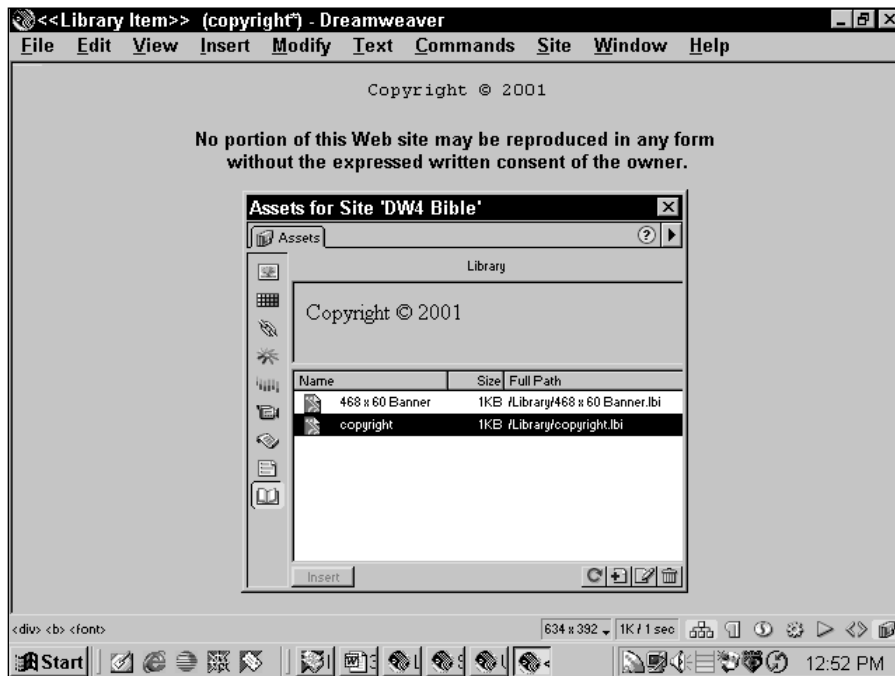 <<Library Item>> (copyright*) - Dreamweaver
File Edit View Insert Modify Text Commands Site Window Help
Copyright © 2001
No portion of this Web site may be reproduced in any form
without the expressed written consent of the owner.
Assets for Site 'DW4 Bible'
Assets
Library
Copyright © 2001
Name Size Full Path
468 x 60 Banner 1KB /Library/468 x 60 Banner.lbi
copyright 1KB /Library/copyright.lbi
Insert
<div> <b> <font> 634 x 392 1K / 1 sec
Start 12:52 PM